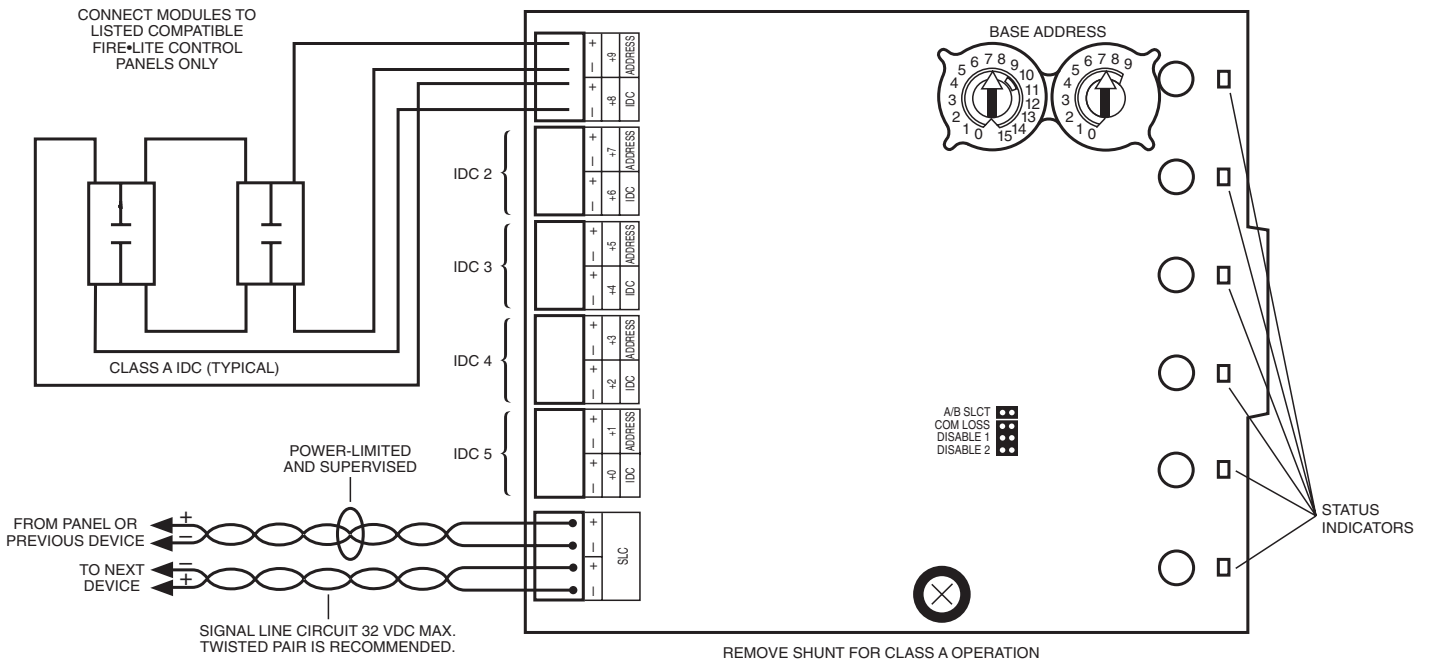 CONNECT MODULES TO
LISTED COMPATIBLE
FIRE•LITE CONTROL
PANELS ONLY
BASE ADDRESS
0 1 2 3 4 5 6 7 8 9 10 11 12 13 14 15
0 1 2 3 4 5 6 7 8 9
+ − +9 ADDRESS
+ − +8 IDC
IDC 2
+ − +7 ADDRESS
+ − +6 IDC
IDC 3
+ − +5 ADDRESS
+ − +4 IDC
IDC 4
+ − +3 ADDRESS
+ − +2 IDC
IDC 5
+ − +1 ADDRESS
+ − +0 IDC
CLASS A IDC (TYPICAL)
A/B SLCT
COM LOSS
DISABLE 1
DISABLE 2
POWER-LIMITED
AND SUPERVISED
FROM PANEL OR
PREVIOUS DEVICE
+
−
TO NEXT
DEVICE
−
+
+ − + − SLC
STATUS
INDICATORS
SIGNAL LINE CIRCUIT 32 VDC MAX.
TWISTED PAIR IS RECOMMENDED.
REMOVE SHUNT FOR CLASS A OPERATION